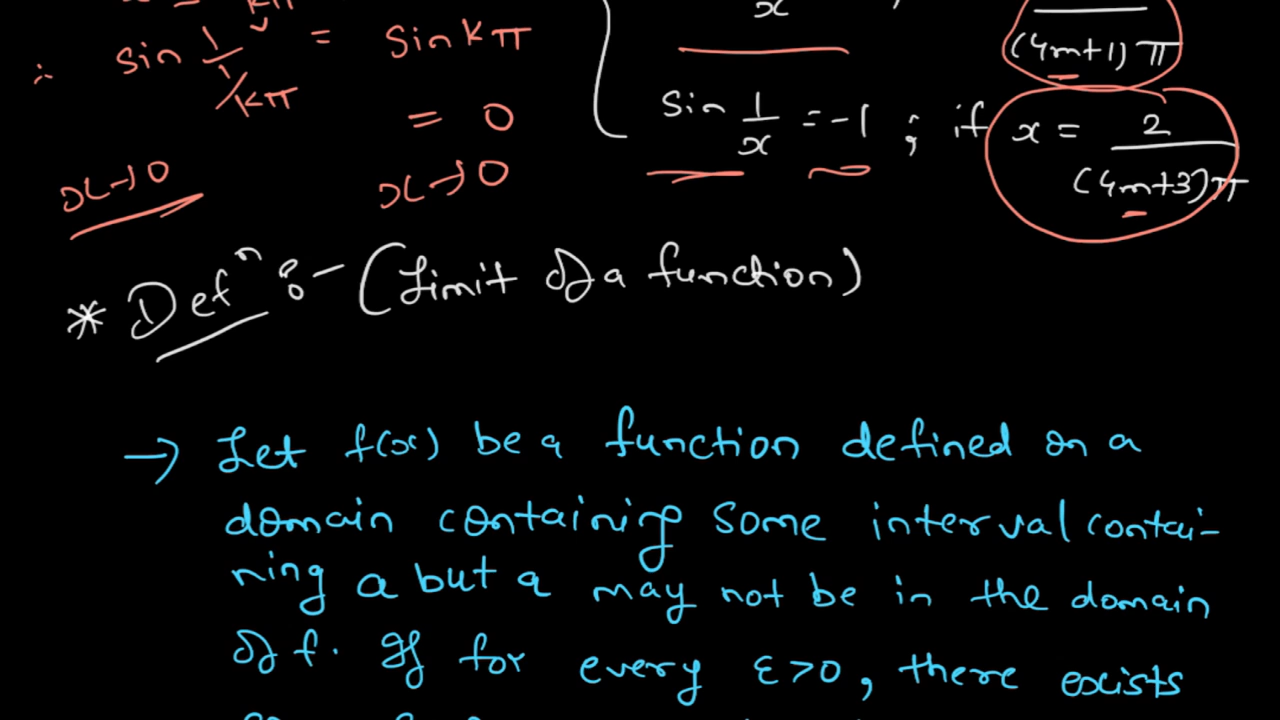 x
(4m+1) π
∴ sin 1/(1/kπ) = sin kπ
= 0
sin 1/x = -1 ; if x = 2/((4m+3)π)
x→0 x→0
* Defⁿ :- (Limit of a function)
→ Let f(x) be a function defined on a
domain containing some interval contai-
ning a but a may not be in the domain
of f. If for every ε>0, there exists